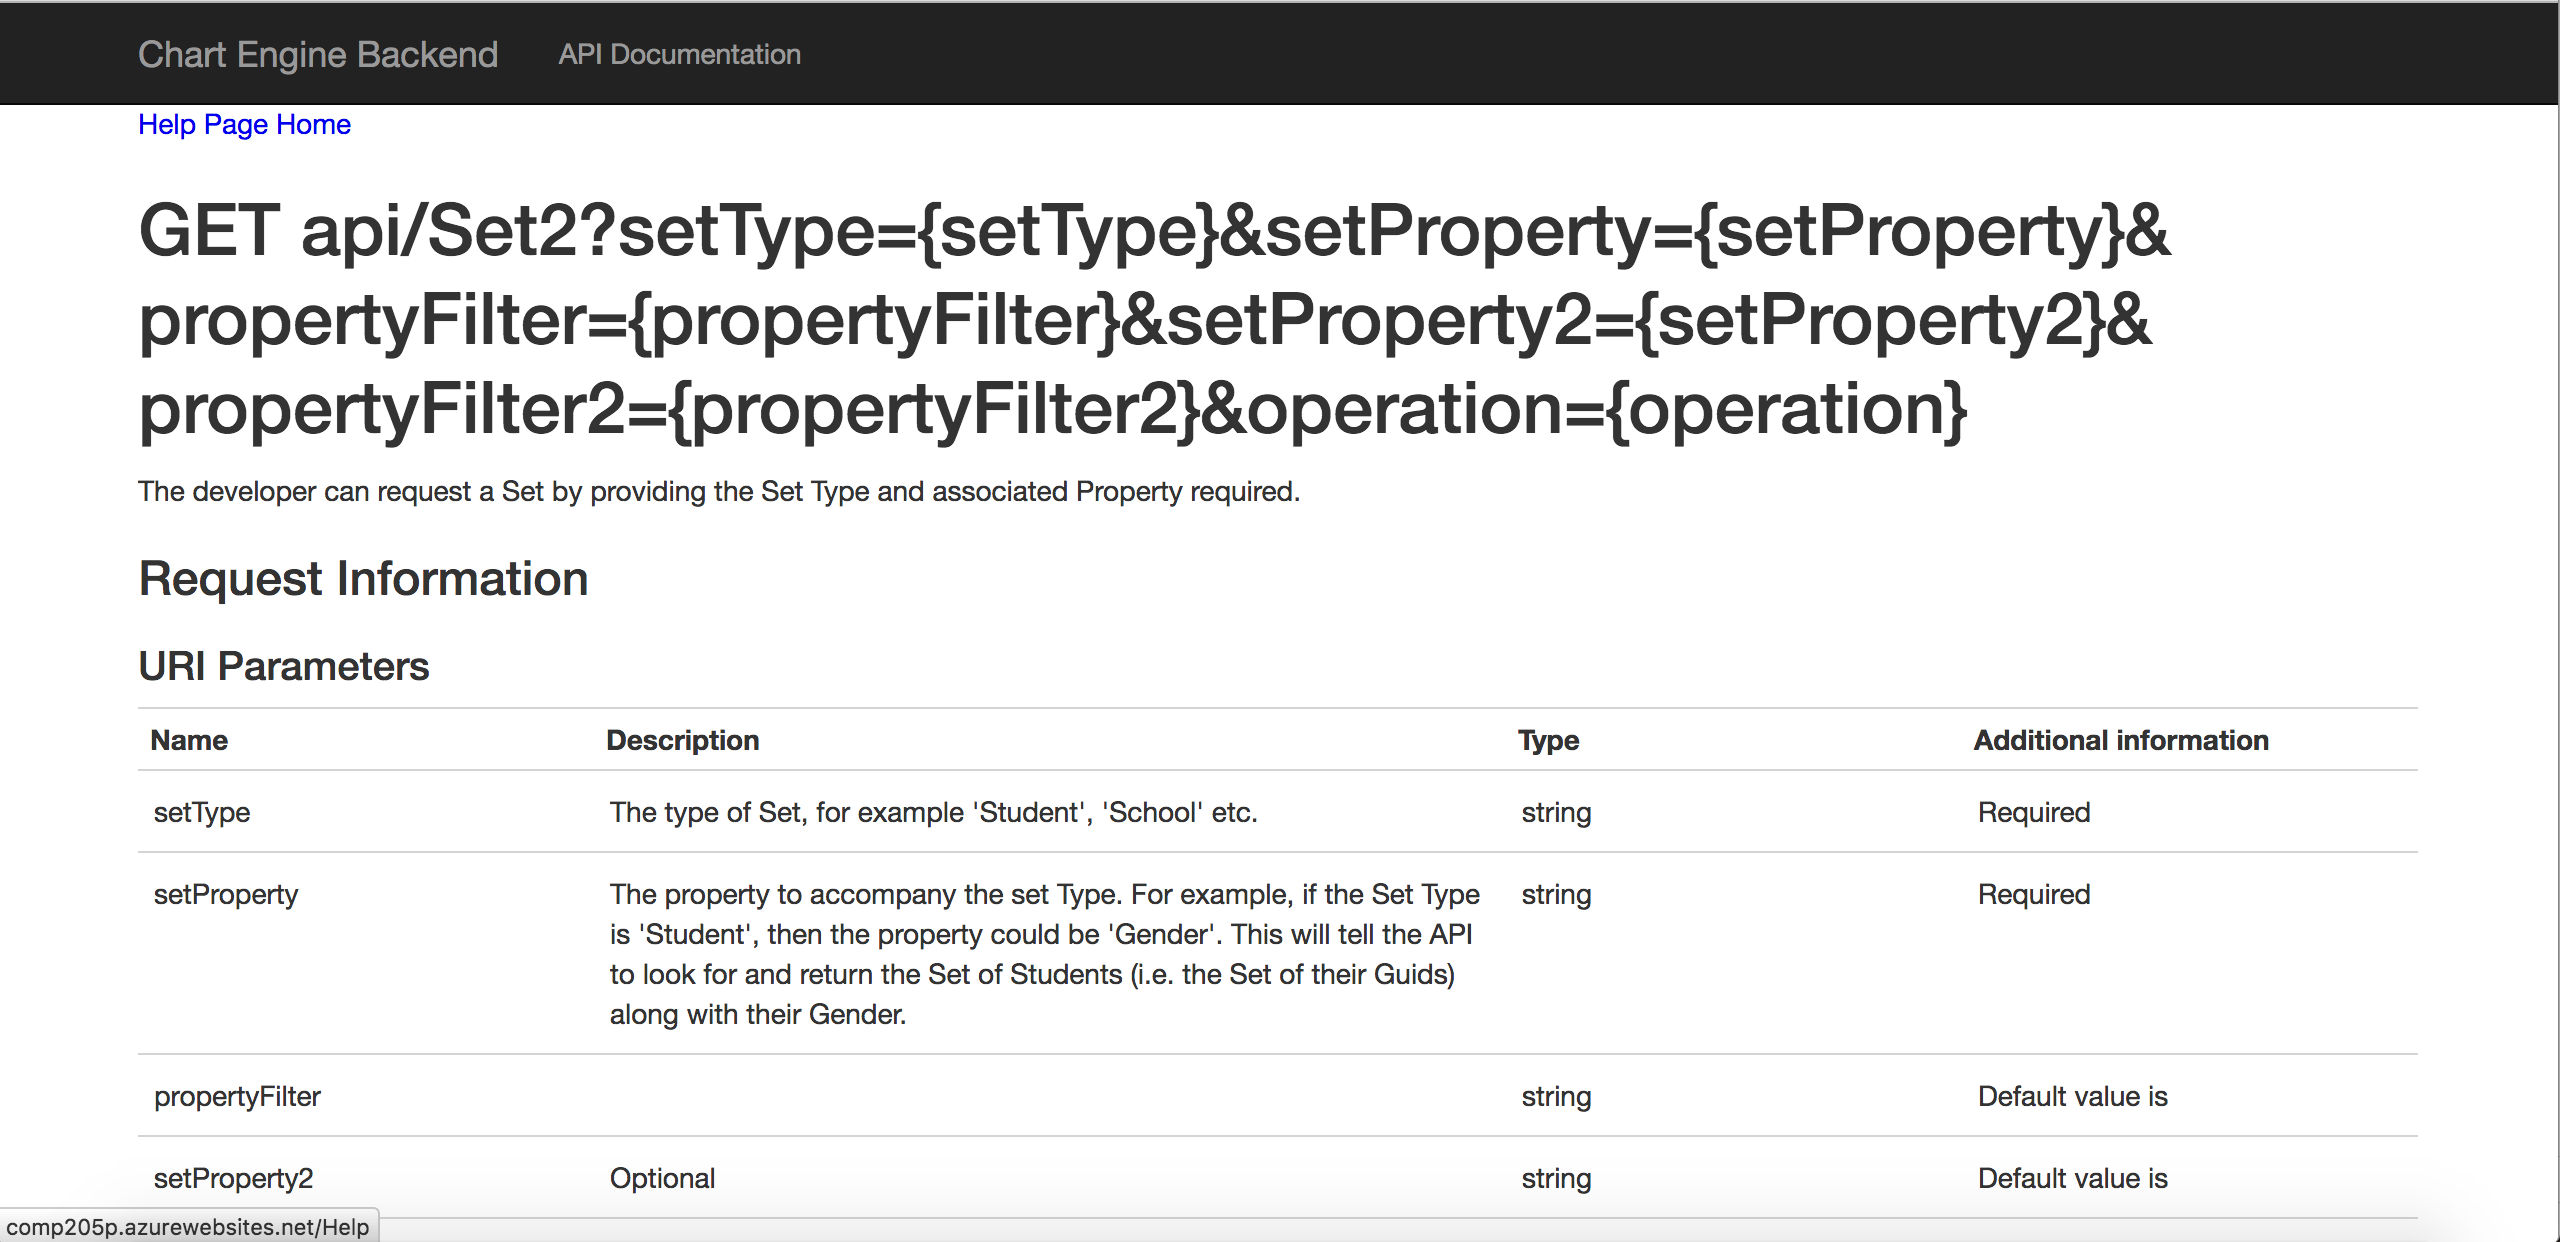 Chart Engine Backend API Documentation
Help Page Home
GET api/Set2?setType={setType}&setProperty={setProperty}&
propertyFilter={propertyFilter}&setProperty2={setProperty2}&
propertyFilter2={propertyFilter2}&operation={operation}
The developer can request a Set by providing the Set Type and associated Property required.
Request Information
URI Parameters
Name Description Type Additional information
setType The type of Set, for example 'Student', 'School' etc. string Required
setProperty The property to accompany the set Type. For example, if the Set Type string Required
is 'Student', then the property could be 'Gender'. This will tell the API
to look for and return the Set of Students (i.e. the Set of their Guids)
along with their Gender.
propertyFilter string Default value is
setProperty2 Optional string Default value is
comp205p.azurewebsites.net/Help